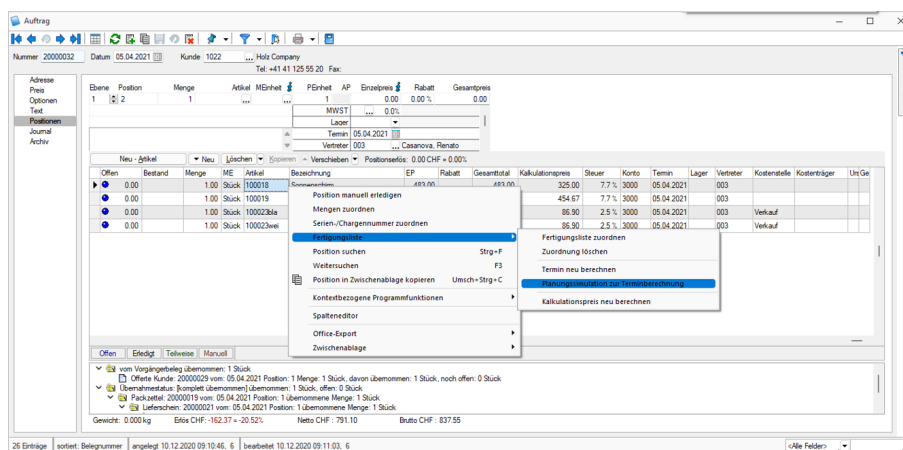 Auftrag
Nummer 20000032 Datum 05.04.2021 Kunde 1022 ... Holz Company
Tel: +41 41 125 55 20 Fax:
Adresse
Preis
Optionen
Text
Positionen
Journal
Archiv
Ebene Position Menge Artikel MEinheit PEinheit AP Einzelpreis Rabatt Gesamtpreis
1 2 1 ... ... 1 0.00 0.00 % 0.00
MWST ... 0.0%
Lager
Termin 05.04.2021
Vertreter 003 ... Casanova, Renato
Neu - Artikel Neu Löschen Kopieren Verschieben Positionserlös: 0.00 CHF = 0.00%
Offen Bestand Menge ME Artikel Bezeichnung EP Rabatt Gesamttotal Kalkulationspreis Steuer Konto Termin Lager Vertreter Kostenstelle Kostenträger Urs Ge
0.00 1.00 Stück 100018 Sonnenschirm 483.00 483.00 325.00 7.7 % 3000 05.04.2021 003
0.00 1.00 Stück 100019 454.67 7.7 % 3000 05.04.2021 003
0.00 1.00 Stück 100023bla 86.90 2.5 % 3000 05.04.2021 003 Verkauf
0.00 1.00 Stück 100023wei 86.90 2.5 % 3000 05.04.2021 003 Verkauf
Position manuell erledigen
Mengen zuordnen
Serien-/Chargennummer zuordnen
Fertigungsliste
Position suchen Strg+F
Weitersuchen F3
Position in Zwischenablage kopieren Umsch+Strg+C
Kontextbezogene Programmfunktionen
Spalteneditor
Office-Export
Zwischenablage
Fertigungsliste zuordnen
Zuordnung löschen
Termin neu berechnen
Planungssimulation zur Terminberechnung
Kalkulationspreis neu berechnen
Offen Erledigt Teilweise Manuell
vom Vorgängerbeleg übernommen: 1 Stück
Offerte Kunde: 20000029 vom: 05.04.2021 Position: 1 Menge: 1 Stück, davon übernommen: 1 Stück, noch offen: 0 Stück
Übernahmestatus: [komplett übernommen] übernommen: 1 Stück, offen: 0 Stück
Packzettel: 20000019 vom: 05.04.2021 Position: 1 übernommene Menge: 1 Stück
Lieferschein: 20000021 vom: 05.04.2021 Position: 1 übernommene Menge: 1 Stück
Gewicht: 0.000 kg Erlös CHF: -162.37 = -20.52% Netto CHF : 791.10 Brutto CHF : 837.55
26 Einträge sortiert: Belegnummer angelegt 10.12.2020 09:10:46, 6 bearbeitet 10.12.2020 09:11:03, 6 <Alle Felder>